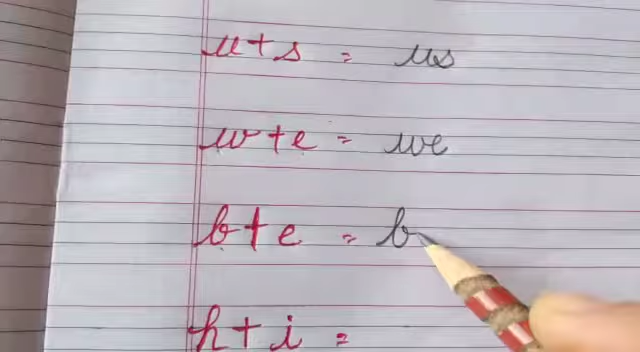 u+s = us
w+e = we
b+e = b
h+i =